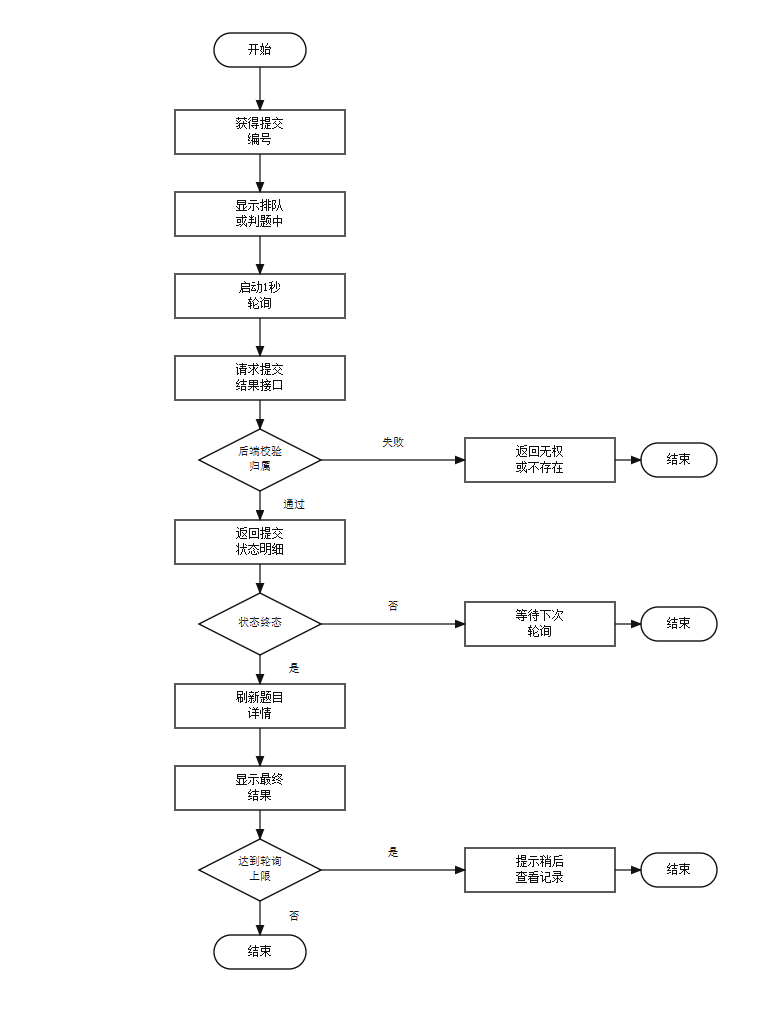 开始
获得提交
编号
显示排队
或判题中
启动1秒
轮询
请求提交
结果接口
后端校验
归属
失败
返回无权
或不存在
结束
通过
返回提交
状态明细
状态终态
否
等待下次
轮询
结束
是
刷新题目
详情
显示最终
结果
达到轮询
上限
是
提示稍后
查看记录
结束
否
结束